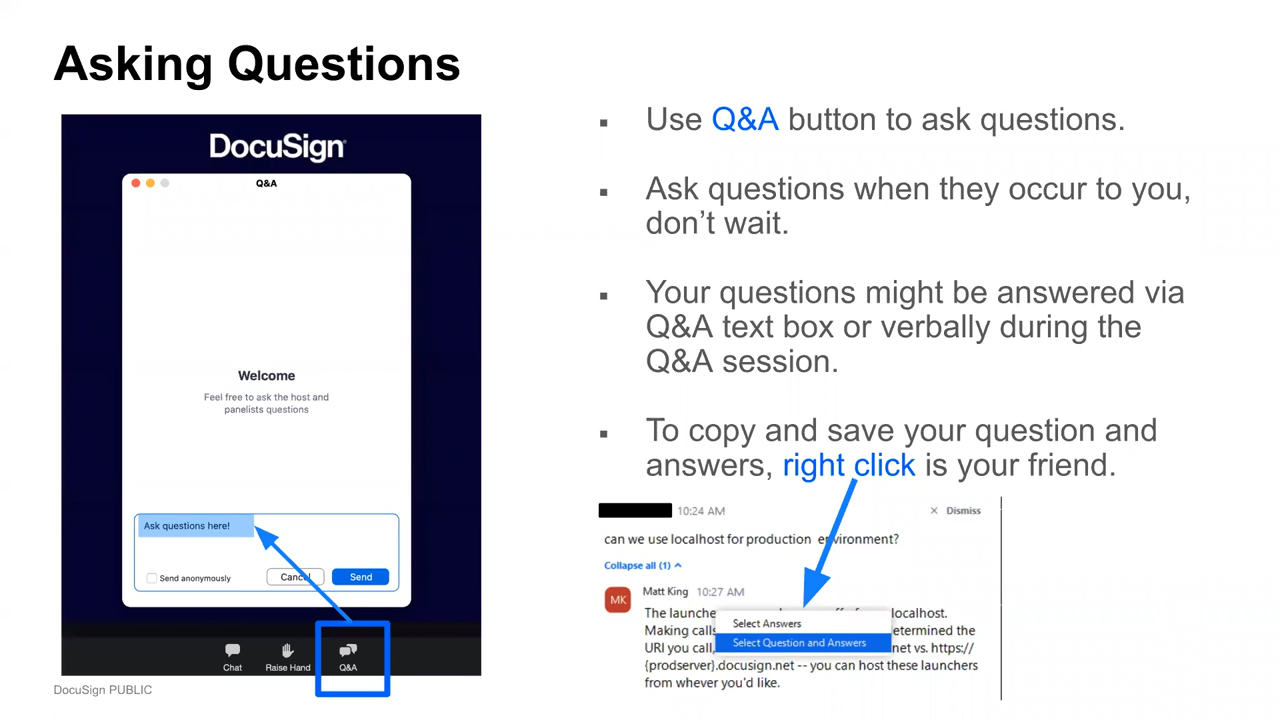 Asking Questions
DocuSign
Q&A
Welcome
Feel free to ask the host and
panelists questions
Ask questions here!
Send anonymously
Cancel
Send
Chat
Raise Hand
Q&A
DocuSign PUBLIC
▪ Use Q&A button to ask questions.
▪ Ask questions when they occur to you,
don’t wait.
▪ Your questions might be answered via
Q&A text box or verbally during the
Q&A session.
▪ To copy and save your question and
answers, right click is your friend.
10:24 AM
× Dismiss
can we use localhost for production environment?
Collapse all (1)
MK
Matt King 10:27 AM
The launche localhost.
Making calls etermined the
URI you call, net vs. https://
{prodserver}.docusign.net -- you can host these launchers
from whever you'd like.
Select Answers
Select Question and Answers